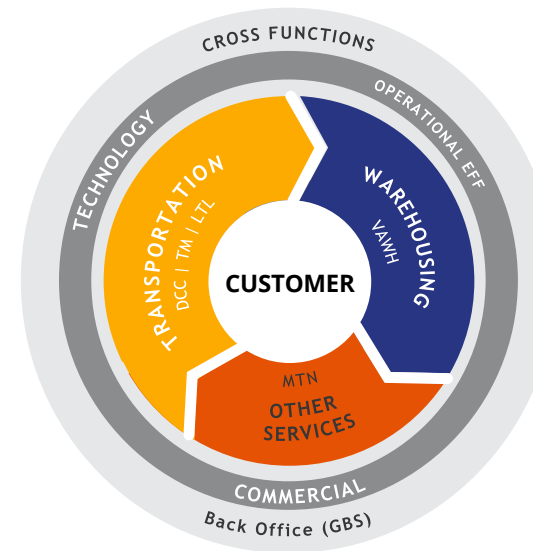 CROSS FUNCTIONS
TECHNOLOGY
OPERATIONAL EFF
TRANSPORTATION
DCC | TM | LTL
WAREHOUSING
VAWH
CUSTOMER
MTN
OTHER
SERVICES
COMMERCIAL
Back Office (GBS)